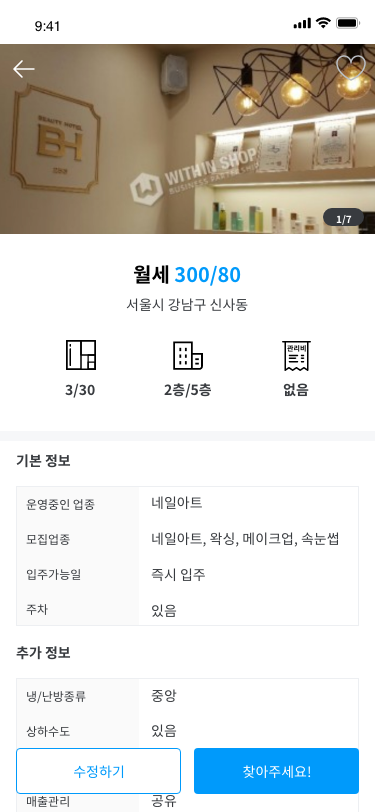 9:41
BEAUTY HOTEL
BH
WITHIN SHOP
BUSINESS PARTNERSHIP
1/7
월세 300/80
서울시 강남구 신사동
관리비
3/30
2층/5층
없음
기본 정보
운영중인 업종 네일아트
모집업종 네일아트, 왁싱, 메이크업, 속눈썹
입주가능일 즉시 입주
주차 있음
추가 정보
냉/난방종류 중앙
상하수도 있음
수정하기
찾아주세요!
매출관리 공유